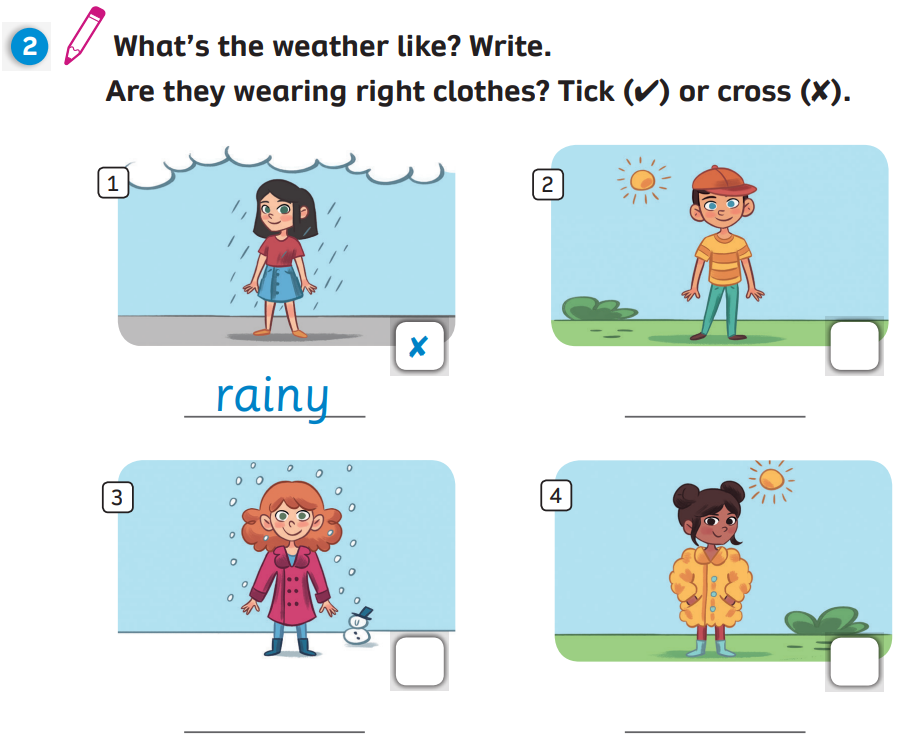 2 What's the weather like? Write.
Are they wearing right clothes? Tick (✔) or cross (✘).
1
2
✘
rainy
3
4